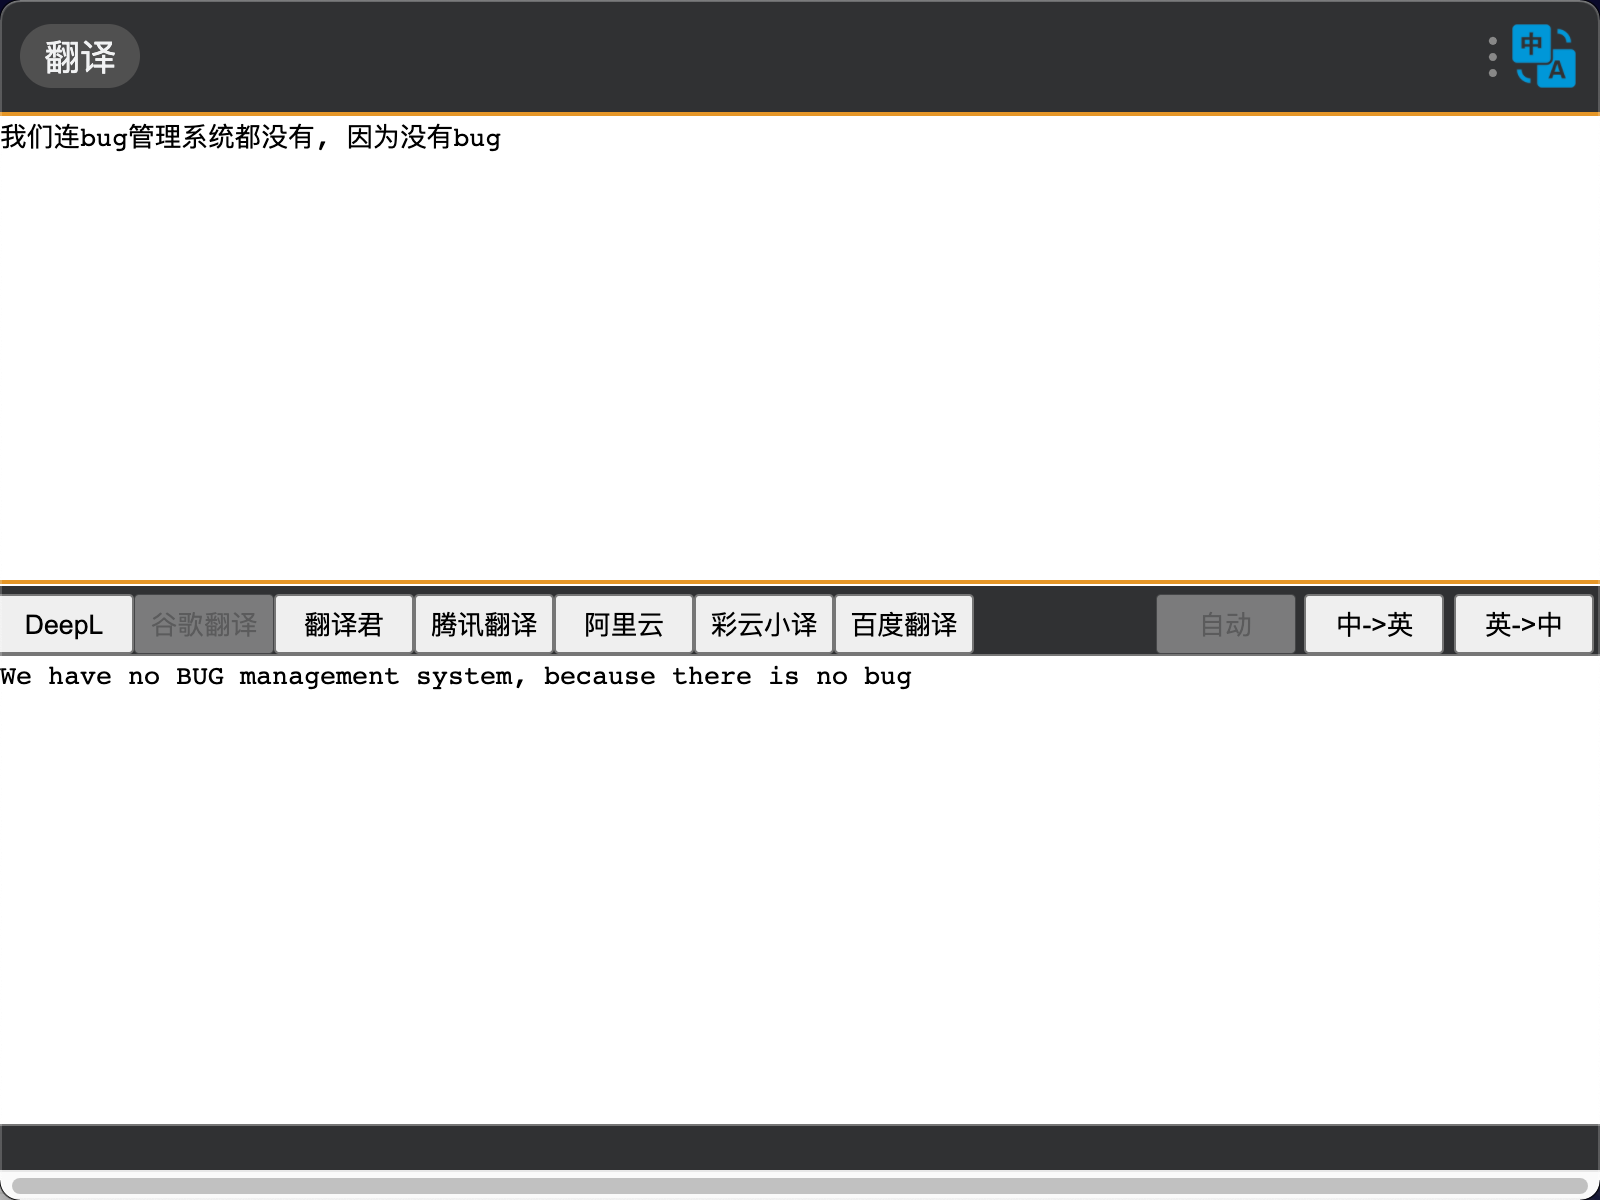 翻译
中
A
我们连bug管理系统都没有, 因为没有bug
DeepL 谷歌翻译 翻译君 腾讯翻译 阿里云 彩云小译 百度翻译 自动 中->英 英->中
We have no BUG management system, because there is no bug